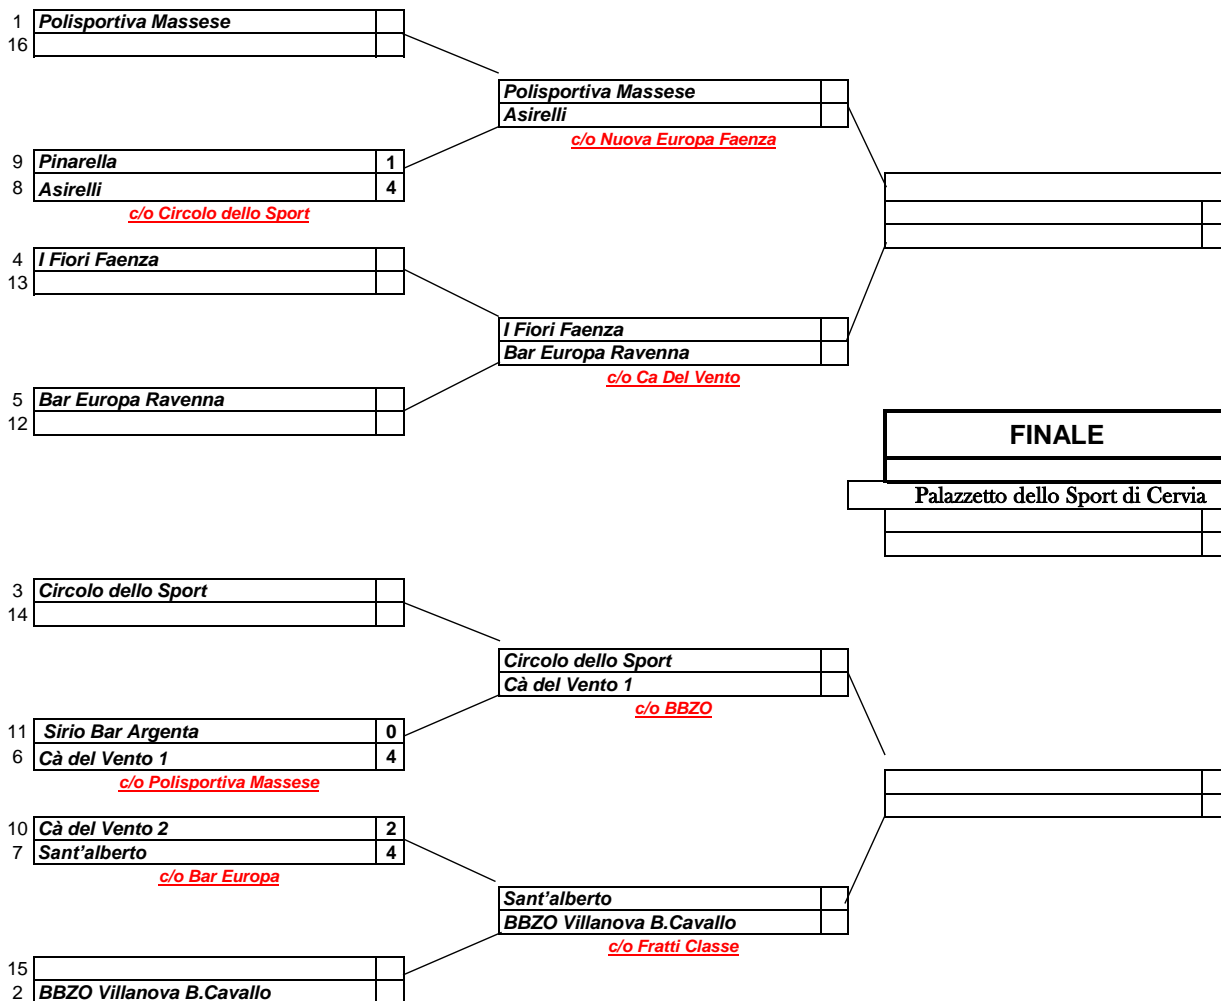 1 Polisportiva Massese
16
Polisportiva Massese
Asirelli
c/o Nuova Europa Faenza
9 Pinarella 1
8 Asirelli 4
c/o Circolo dello Sport
4 I Fiori Faenza
13
I Fiori Faenza
Bar Europa Ravenna
c/o Ca Del Vento
5 Bar Europa Ravenna
12
FINALE
Palazzetto dello Sport di Cervia
3 Circolo dello Sport
14
Circolo dello Sport
Cà del Vento 1
c/o BBZO
11 Sirio Bar Argenta 0
6 Cà del Vento 1 4
c/o Polisportiva Massese
10 Cà del Vento 2 2
7 Sant'alberto 4
c/o Bar Europa
Sant'alberto
BBZO Villanova B.Cavallo
c/o Fratti Classe
15
2 BBZO Villanova B.Cavallo